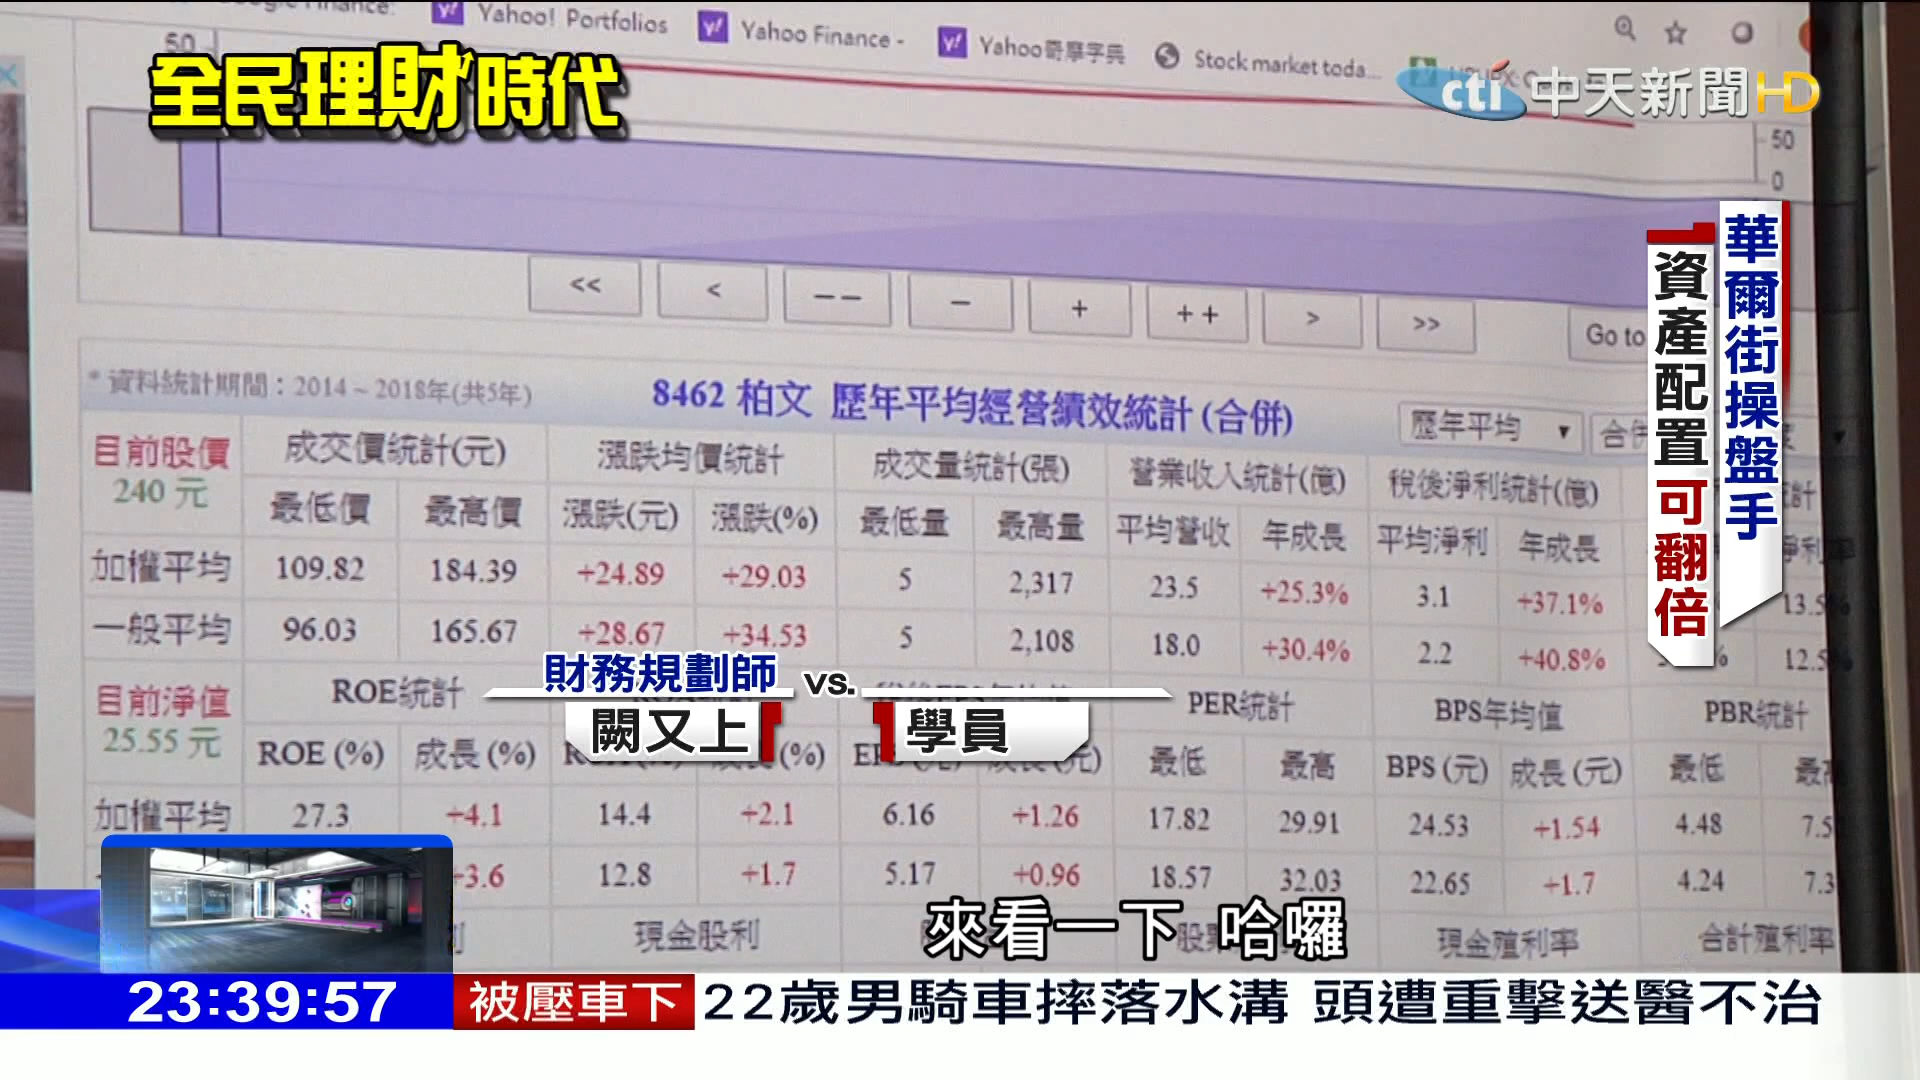 Yahoo! Portfolios
Yahoo Finance -
Yahoo奇摩字典
Stock market toda...
50
全民理財時代
cti 中天新聞HD
50
0
<< < -- - + ++ > >> Go to
華爾街操盤手
資產配置可翻倍
* 資料統計期間：2014 ~ 2018年(共5年)
8462 柏文 歷年平均經營績效統計 (合併)
歷年平均
目前股價
240 元
成交價統計(元) 漲跌均價統計 成交量統計(張) 營業收入統計(億) 稅後淨利統計(億)
最低價 最高價 漲跌(元) 漲跌(%) 最低量 最高量 平均營收 年成長 平均淨利 年成長
加權平均 109.82 184.39 +24.89 +29.03 5 2,317 23.5 +25.3% 3.1 +37.1%
一般平均 96.03 165.67 +28.67 +34.53 5 2,108 18.0 +30.4% 2.2 +40.8%
財務規劃師 vs.
闕又上 學員
目前淨值
25.55 元
ROE統計 PER統計 BPS年均值 PBR統計
ROE (%) 成長 (%) 最低 最高 BPS (元) 成長 (元) 最低
加權平均 27.3 +4.1 14.4 +2.1 6.16 +1.26 17.82 29.91 24.53 +1.54 4.48
+3.6 12.8 +1.7 5.17 +0.96 18.57 32.03 22.65 +1.7 4.24
現金股利 現金殖利率 合計殖利率
來看一下 哈囉
23:39:57
被壓車下 22歲男騎車摔落水溝 頭遭重擊送醫不治